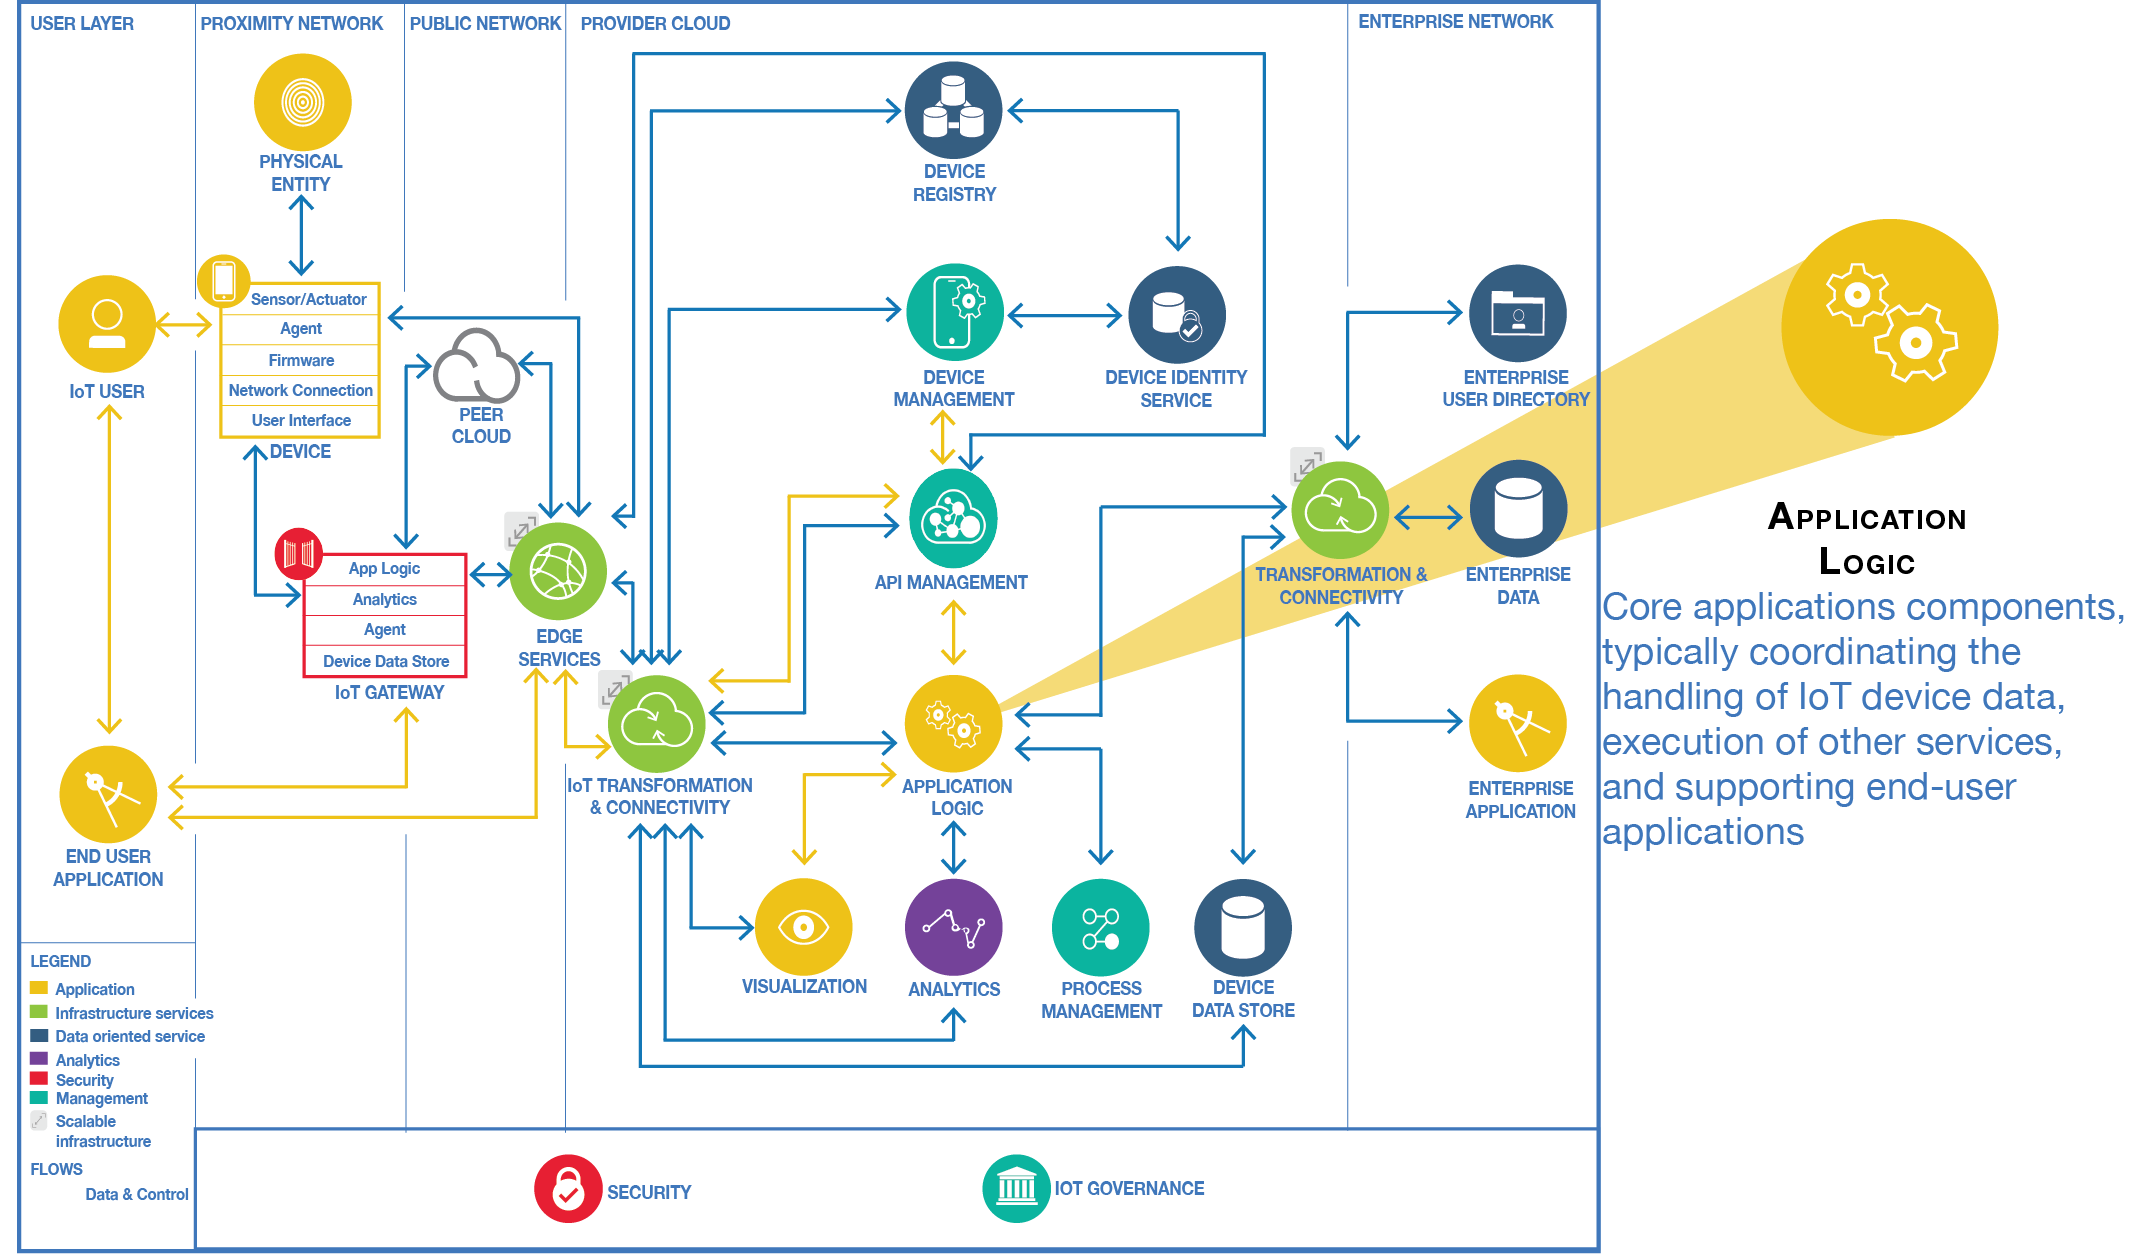 USER LAYER
PROXIMITY NETWORK
PUBLIC NETWORK
PROVIDER CLOUD
ENTERPRISE NETWORK
PHYSICAL
ENTITY
DEVICE
REGISTRY
IoT USER
Sensor/Actuator
Agent
Firmware
Network Connection
User Interface
DEVICE
PEER
CLOUD
DEVICE
MANAGEMENT
DEVICE IDENTITY
SERVICE
ENTERPRISE
USER DIRECTORY
App Logic
Analytics
Agent
Device Data Store
IoT GATEWAY
EDGE
SERVICES
API MANAGEMENT
TRANSFORMATION &
CONNECTIVITY
ENTERPRISE
DATA
END USER
APPLICATION
IoT TRANSFORMATION
& CONNECTIVITY
APPLICATION
LOGIC
ENTERPRISE
APPLICATION
VISUALIZATION
ANALYTICS
PROCESS
MANAGEMENT
DEVICE
DATA STORE
LEGEND
Application
Infrastructure services
Data oriented service
Analytics
Security
Management
Scalable
infrastructure
FLOWS
Data & Control
SECURITY
IOT GOVERNANCE
Application
Logic
Core applications components,
typically coordinating the
handling of IoT device data,
execution of other services,
and supporting end-user
applications